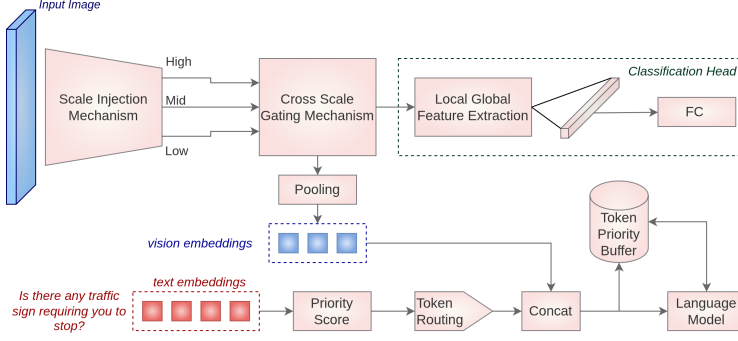 Input Image
High
Scale Injection
Mechanism
Mid
Low
Cross Scale
Gating Mechanism
Classification Head
Local Global
Feature Extraction
FC
Pooling
vision embeddings
Token
Priority
Buffer
text embeddings
Is there any traffic
sign requiring you to
stop?
Priority
Score
Token
Routing
Concat
Language
Model